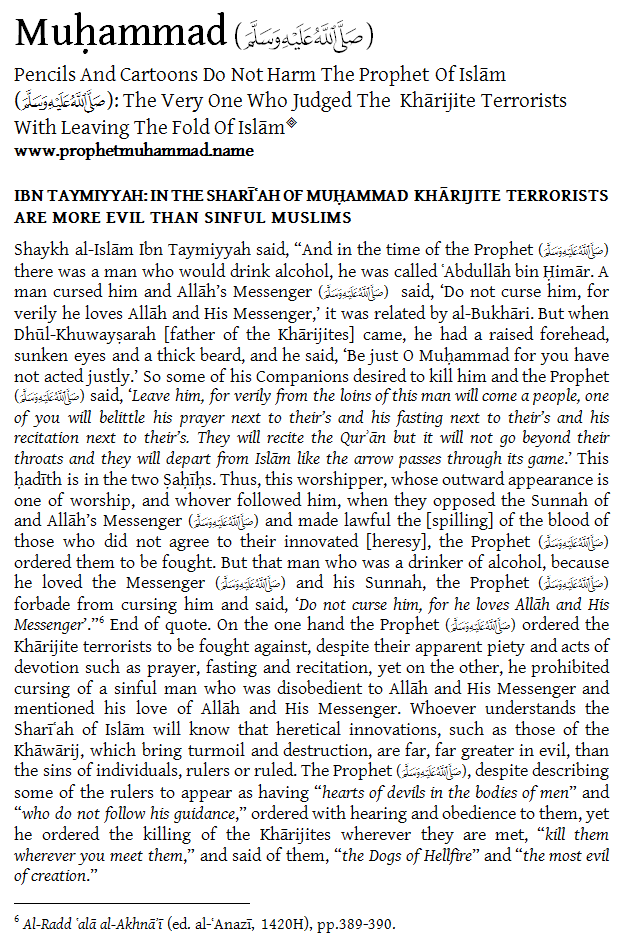 Muḥammad (ﷺ)
Pencils And Cartoons Do Not Harm The Prophet Of Islām
(ﷺ): The Very One Who Judged The Khārijite Terrorists
With Leaving The Fold Of Islām
www.prophetmuhammad.name
IBN TAYMIYYAH: IN THE SHARĪʿAH OF MUḤAMMAD KHĀRIJITE TERRORISTS
ARE MORE EVIL THAN SINFUL MUSLIMS
Shaykh al-Islām Ibn Taymiyyah said, “And in the time of the Prophet (ﷺ)
there was a man who would drink alcohol, he was called ʿAbdullāh bin Ḥimār. A
man cursed him and Allāh’s Messenger (ﷺ) said, ‘Do not curse him, for
verily he loves Allāh and His Messenger,’ it was related by al-Bukhāri. But when
Dhūl-Khuwayṣarah [father of the Khārijites] came, he had a raised forehead,
sunken eyes and a thick beard, and he said, ‘Be just O Muḥammad for you have
not acted justly.’ So some of his Companions desired to kill him and the Prophet
(ﷺ) said, ‘Leave him, for verily from the loins of this man will come a people, one
of you will belittle his prayer next to their’s and his fasting next to their’s and his
recitation next to their’s. They will recite the Qurʾān but it will not go beyond their
throats and they will depart from Islām like the arrow passes through its game.’ This
ḥadīth is in the two Ṣaḥīḥs. Thus, this worshipper, whose outward appearance is
one of worship, and whover followed him, when they opposed the Sunnah of
and Allāh’s Messenger (ﷺ) and made lawful the [spilling] of the blood of
those who did not agree to their innovated [heresy], the Prophet (ﷺ)
ordered them to be fought. But that man who was a drinker of alcohol, because
he loved the Messenger (ﷺ) and his Sunnah, the Prophet (ﷺ)
forbade from cursing him and said, ‘Do not curse him, for he loves Allāh and His
Messenger’.”⁶ End of quote. On the one hand the Prophet (ﷺ) ordered the
Khārijite terrorists to be fought against, despite their apparent piety and acts of
devotion such as prayer, fasting and recitation, yet on the other, he prohibited
cursing of a sinful man who was disobedient to Allāh and His Messenger and
mentioned his love of Allāh and His Messenger. Whoever understands the
Sharīʿah of Islām will know that heretical innovations, such as those of the
Khāwārij, which bring turmoil and destruction, are far, far greater in evil, than
the sins of individuals, rulers or ruled. The Prophet (ﷺ), despite describing
some of the rulers to appear as having “hearts of devils in the bodies of men” and
“who do not follow his guidance,” ordered with hearing and obedience to them, yet
he ordered the killing of the Khārijites wherever they are met, “kill them
wherever you meet them,” and said of them, “the Dogs of Hellfire” and “the most evil
of creation.”
⁶ Al-Radd ʿalā al-Akhnāʾī (ed. al-ʿAnazī, 1420H), pp.389-390.